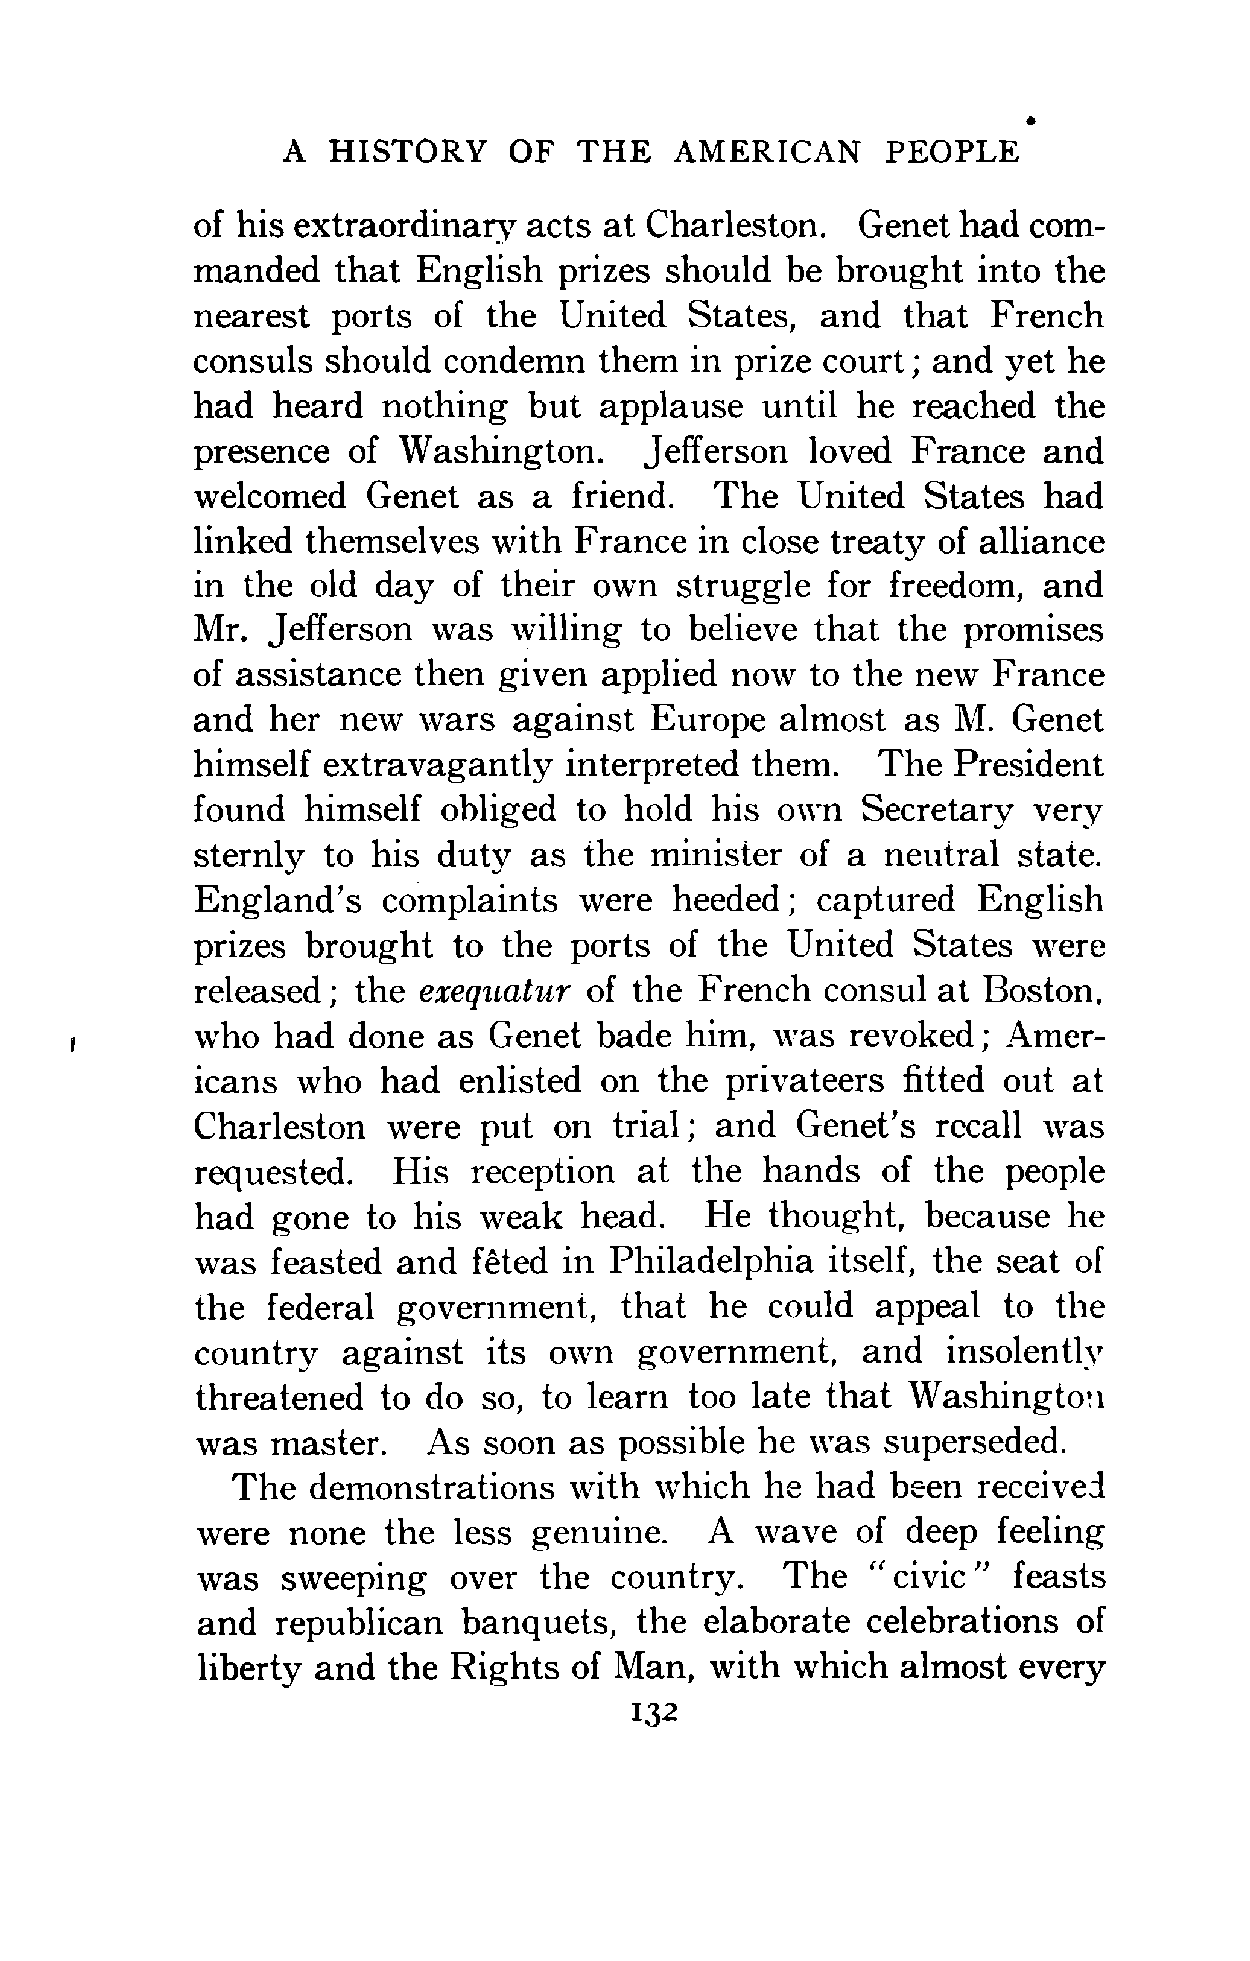 A HISTORY OF THE AMERICAN PEOPLE
of his extraordinary acts at Charleston. Genet had com-
manded that English prizes should be brought into the
nearest ports of the United States, and that French
consuls should condemn them in prize court; and yet he
had heard nothing but applause until he reached the
presence of Washington. Jefferson loved France and
welcomed Genet as a friend. The United States had
linked themselves with France in close treaty of alliance
in the old day of their own struggle for freedom, and
Mr. Jefferson was willing to believe that the promises
of assistance then given applied now to the new France
and her new wars against Europe almost as M. Genet
himself extravagantly interpreted them. The President
found himself obliged to hold his own Secretary very
sternly to his duty as the minister of a neutral state.
England's complaints were heeded; captured English
prizes brought to the ports of the United States were
released; the exequatur of the French consul at Boston,
who had done as Genet bade him, was revoked; Amer-
icans who had enlisted on the privateers fitted out at
Charleston were put on trial; and Genet's recall was
requested. His reception at the hands of the people
had gone to his weak head. He thought, because he
was feasted and fêted in Philadelphia itself, the seat of
the federal government, that he could appeal to the
country against its own government, and insolently
threatened to do so, to learn too late that Washington
was master. As soon as possible he was superseded.
The demonstrations with which he had been received
were none the less genuine. A wave of deep feeling
was sweeping over the country. The "civic" feasts
and republican banquets, the elaborate celebrations of
liberty and the Rights of Man, with which almost every
132